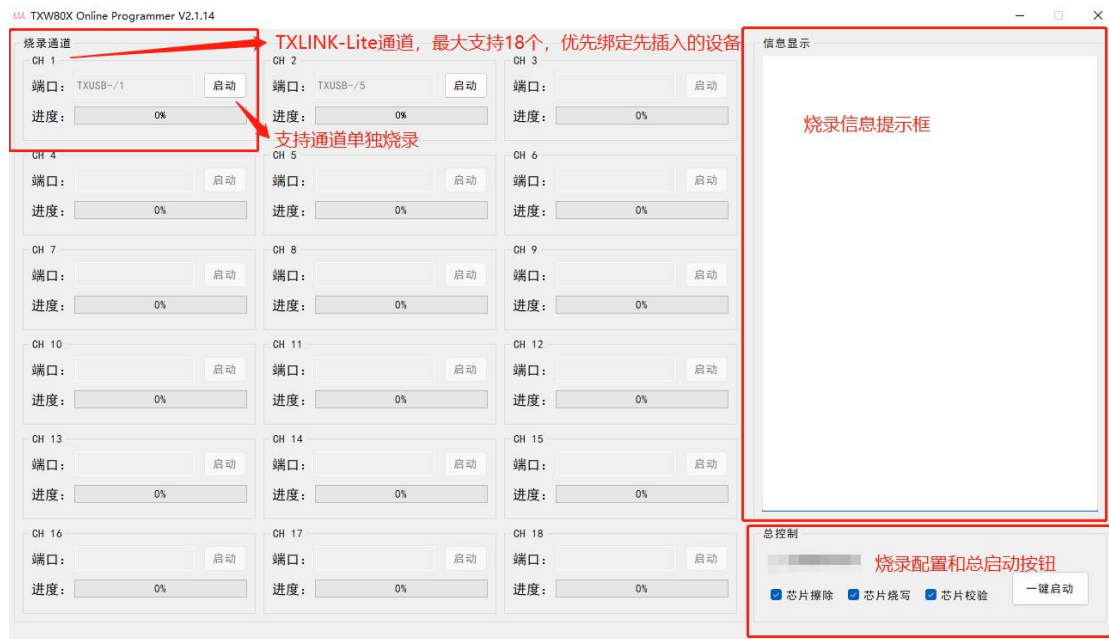 TXW80X Online Programmer V2.1.14
烧录通道
TXLINK-Lite通道，最大支持18个，优先绑定先插入的设备
信息显示
CH 1
端口： TXUSB-/1 启动
进度： 0%
CH 2
端口： TXUSB-/5 启动
进度： 0%
CH 3
端口： 启动
进度： 0%
支持通道单独烧录
烧录信息提示框
CH 4
端口： 启动
进度： 0%
CH 5
端口： 启动
进度： 0%
CH 6
端口： 启动
进度： 0%
CH 7
端口： 启动
进度： 0%
CH 8
端口： 启动
进度： 0%
CH 9
端口： 启动
进度： 0%
CH 10
端口： 启动
进度： 0%
CH 11
端口： 启动
进度： 0%
CH 12
端口： 启动
进度： 0%
CH 13
端口： 启动
进度： 0%
CH 14
端口： 启动
进度： 0%
CH 15
端口： 启动
进度： 0%
CH 16
端口： 启动
进度： 0%
CH 17
端口： 启动
进度： 0%
CH 18
端口： 启动
进度： 0%
总控制
烧录配置和总启动按钮
芯片擦除 芯片烧写 芯片校验 一键启动